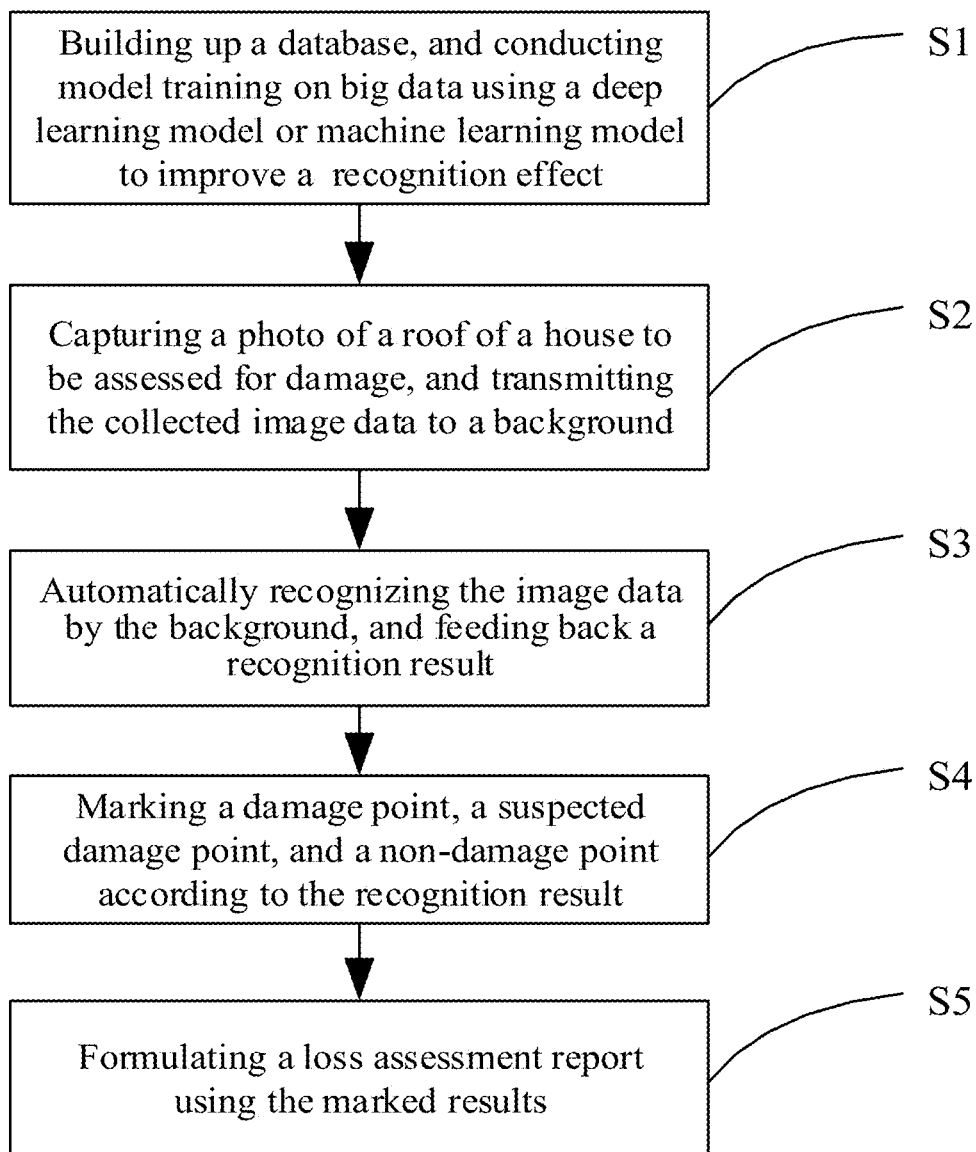 Building up a database, and conducting
model training on big data using a deep
learning model or machine learning model
to improve a recognition effect
S1
Capturing a photo of a roof of a house to
be assessed for damage, and transmitting
the collected image data to a background
S2
Automatically recognizing the image data
by the background, and feeding back a
recognition result
S3
Marking a damage point, a suspected
damage point, and a non-damage point
according to the recognition result
S4
Formulating a loss assessment report
using the marked results
S5